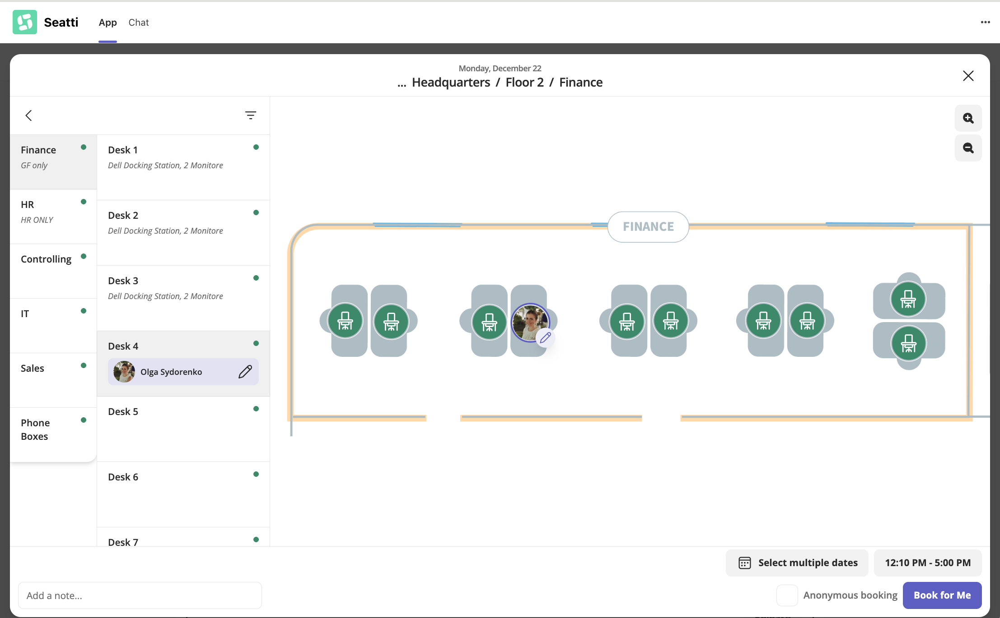 Seatti
App
Chat
Monday, December 22
... Headquarters / Floor 2 / Finance
Finance
GF only
HR
HR ONLY
Controlling
IT
Sales
Phone
Boxes
Desk 1
Dell Docking Station, 2 Monitore
Desk 2
Dell Docking Station, 2 Monitore
Desk 3
Dell Docking Station, 2 Monitore
Desk 4
Olga Sydorenko
Desk 5
Desk 6
Desk 7
FINANCE
Select multiple dates
12:10 PM - 5:00 PM
Add a note...
Anonymous booking
Book for Me